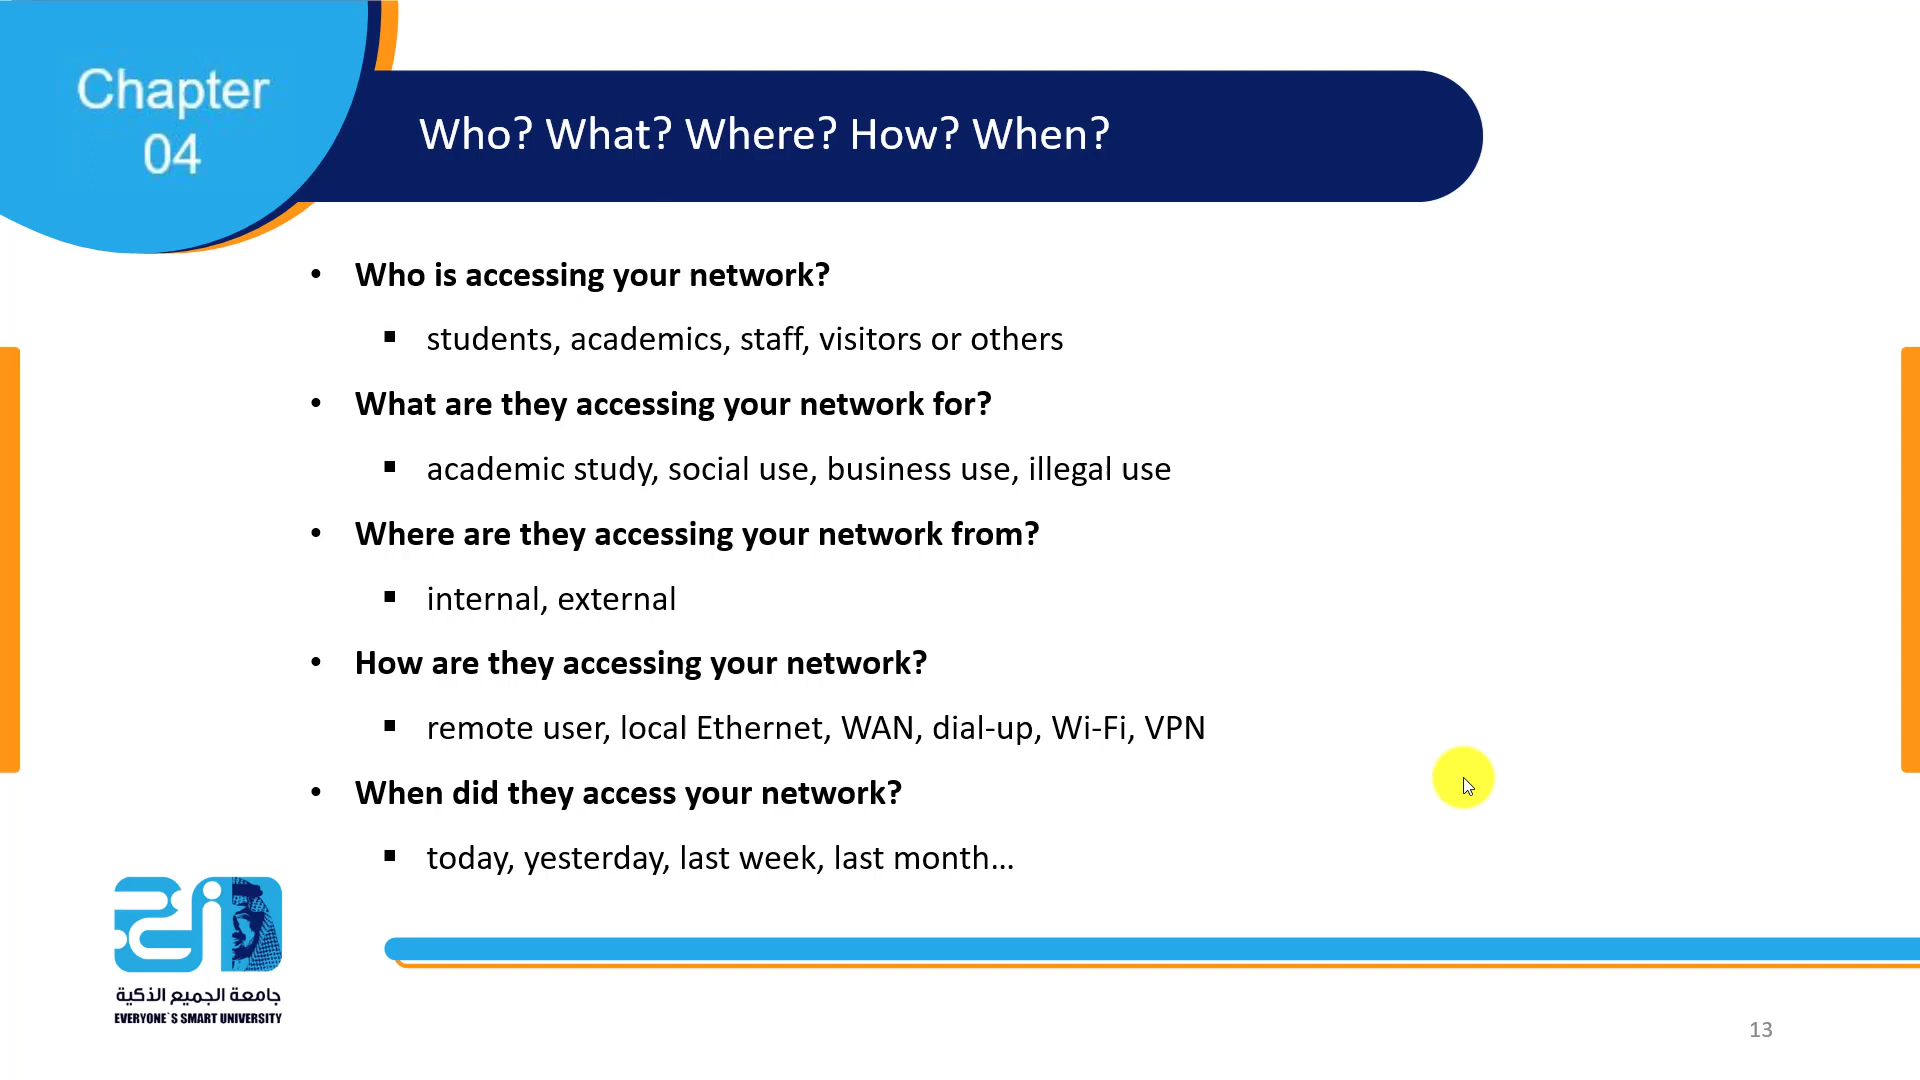 Chapter
04
Who? What? Where? How? When?
• Who is accessing your network?
▪ students, academics, staff, visitors or others
• What are they accessing your network for?
▪ academic study, social use, business use, illegal use
• Where are they accessing your network from?
▪ internal, external
• How are they accessing your network?
▪ remote user, local Ethernet, WAN, dial-up, Wi-Fi, VPN
• When did they access your network?
▪ today, yesterday, last week, last month…
جامعة الجميع الذكية
EVERYONE`S SMART UNIVERSITY
13